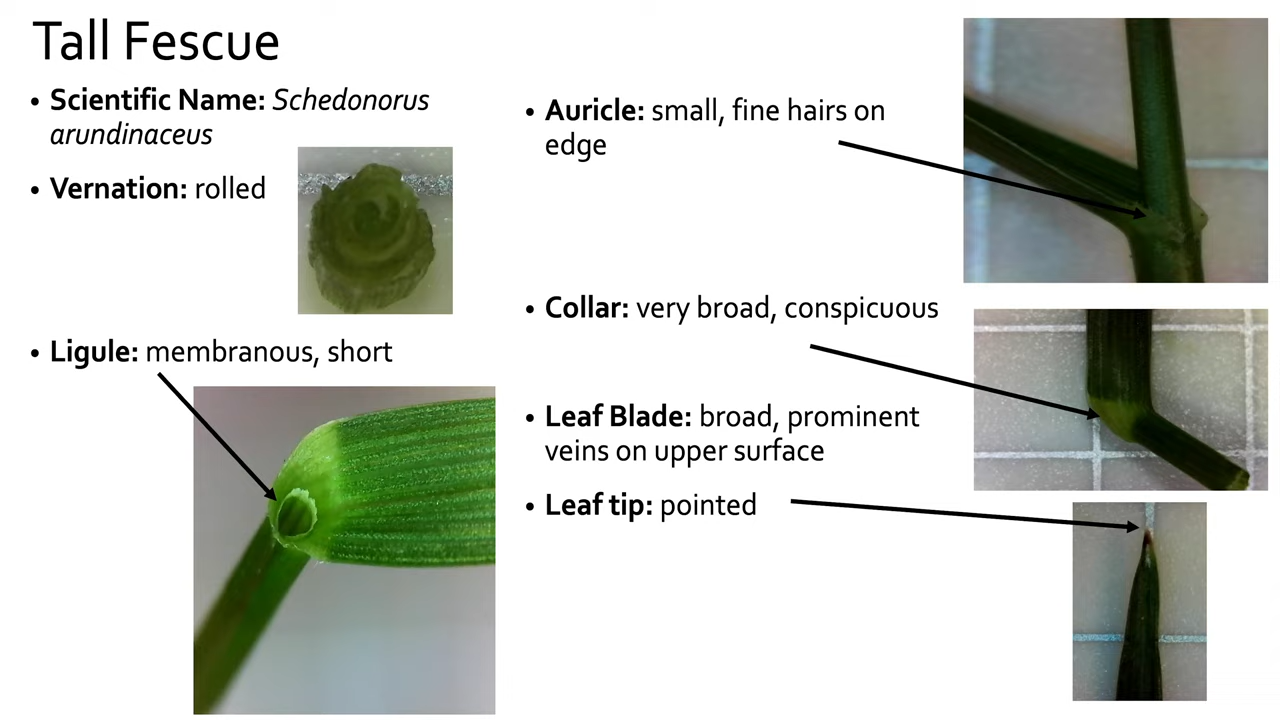 Tall Fescue
• Scientific Name: Schedonorus
arundinaceus
• Vernation: rolled
• Ligule: membranous, short
• Auricle: small, fine hairs on
edge
• Collar: very broad, conspicuous
• Leaf Blade: broad, prominent
veins on upper surface
• Leaf tip: pointed